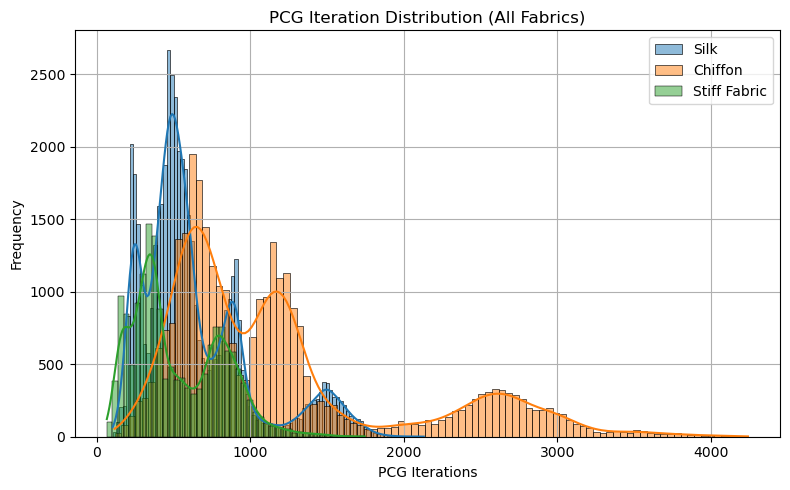 PCG Iteration Distribution (All Fabrics)
Silk
Chiffon
Stiff Fabric
Frequency
2500
2000
1500
1000
500
0
0 1000 2000 3000 4000
PCG Iterations